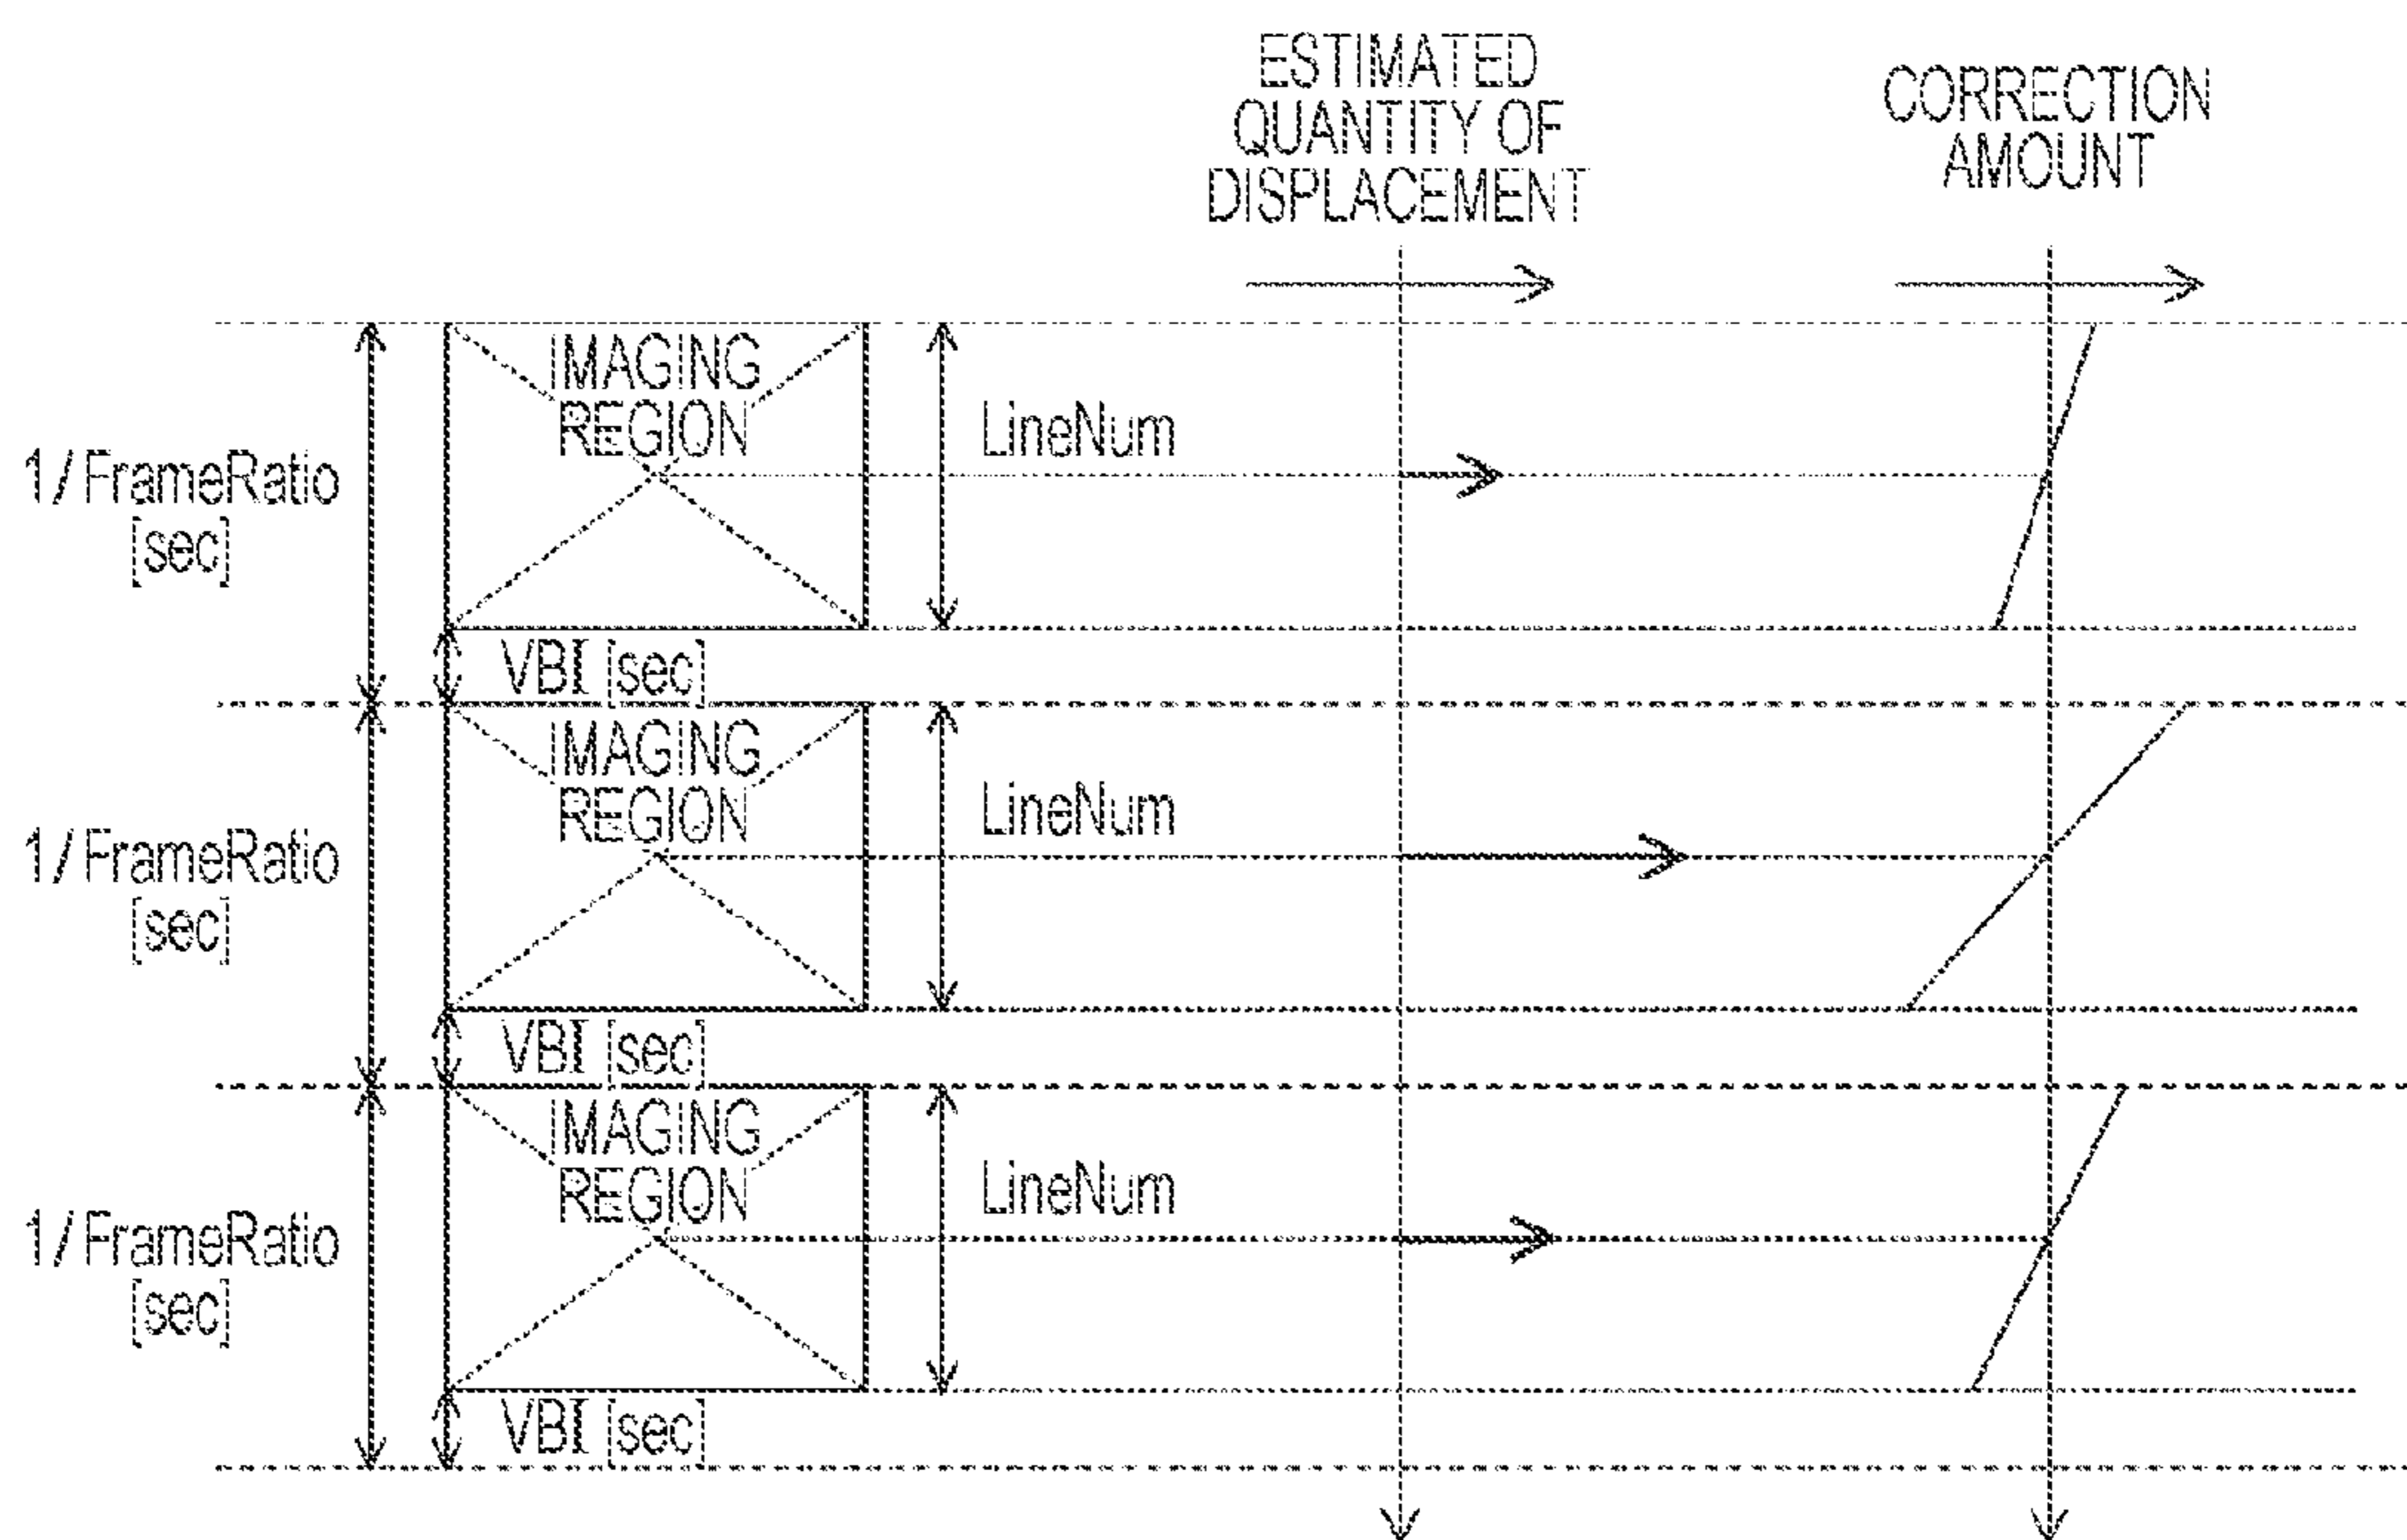 ESTIMATED
QUANTITY OF
DISPLACEMENT
CORRECTION
AMOUNT
IMAGING
REGION
LineNum
1/FrameRatio
[sec]
VBI [sec]
IMAGING
REGION
LineNum
1/FrameRatio
[sec]
VBI [sec]
IMAGING
REGION
LineNum
1/FrameRatio
[sec]
VBI [sec]